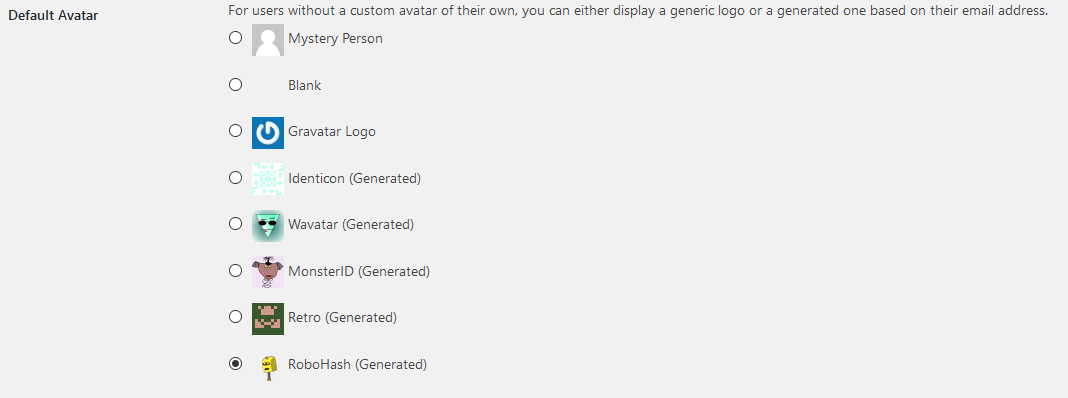 Default Avatar
For users without a custom avatar of their own, you can either display a generic logo or a generated one based on their email address.
Mystery Person
Blank
Gravatar Logo
Identicon (Generated)
Wavatar (Generated)
MonsterID (Generated)
Retro (Generated)
RoboHash (Generated)